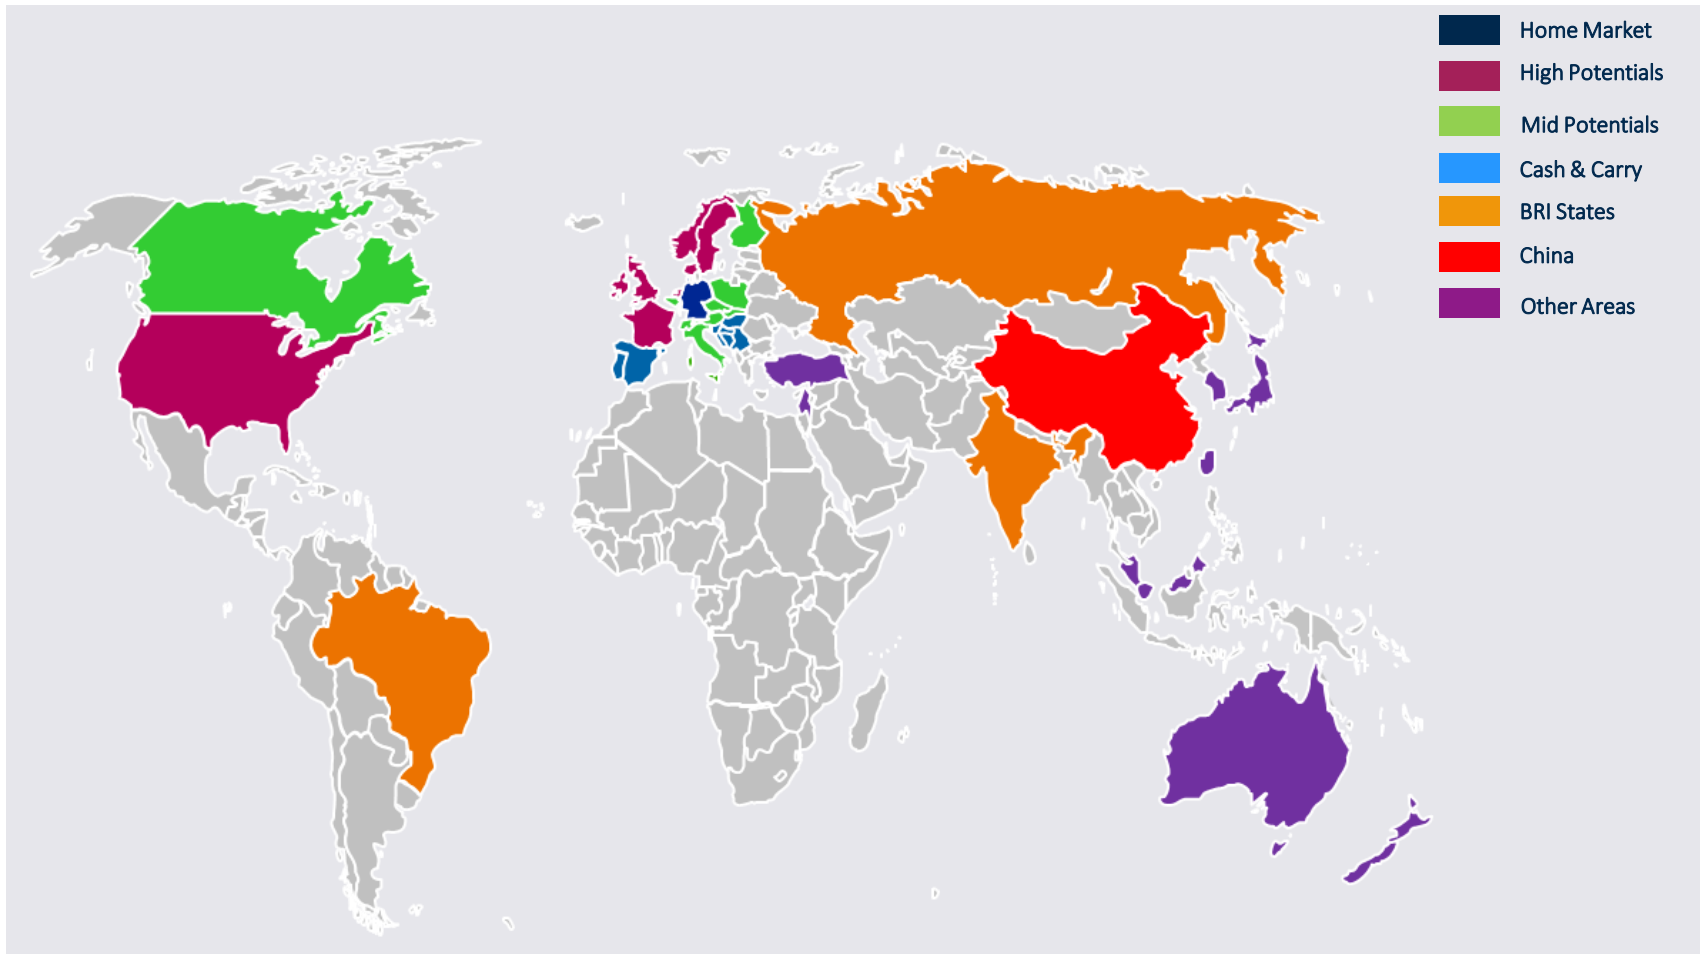 Home Market
High Potentials
Mid Potentials
Cash & Carry
BRI States
China
Other Areas